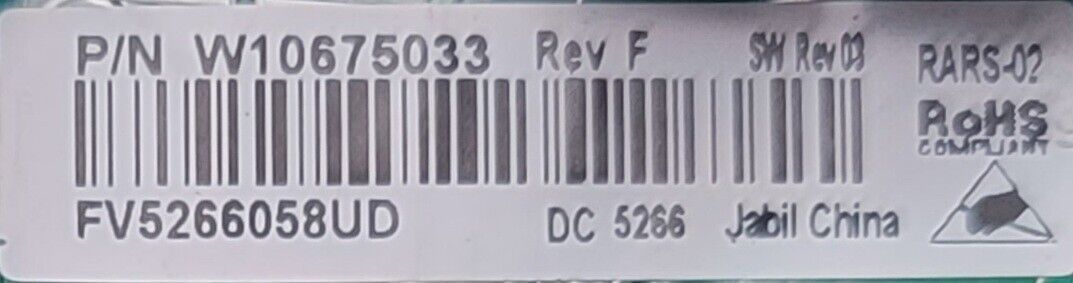 P/N W10675033 Rev F SW Rev 03
RARS-02
RoHS
COMPLIANT
FV5266058UD DC 5266 Jabil China